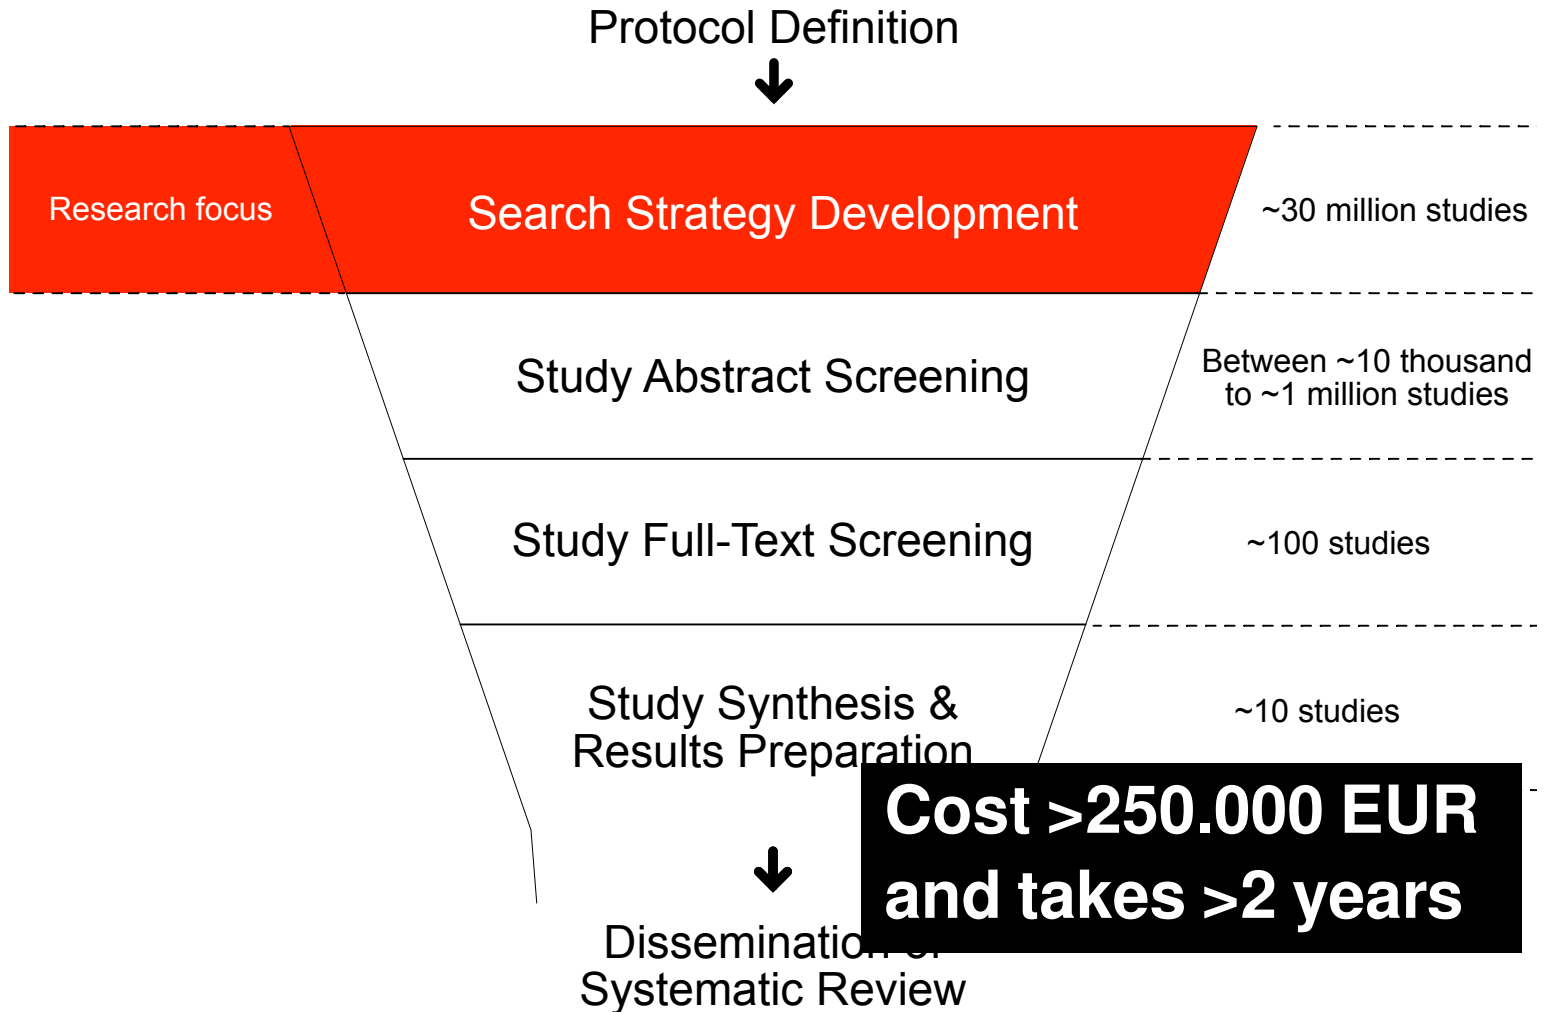 Protocol Definition
Research focus
Search Strategy Development
~30 million studies
Study Abstract Screening
Between ~10 thousand
to ~1 million studies
Study Full-Text Screening
~100 studies
Study Synthesis &
Results Preparation
~10 studies
Cost >250.000 EUR
and takes >2 years
Dissemination of
Systematic Review